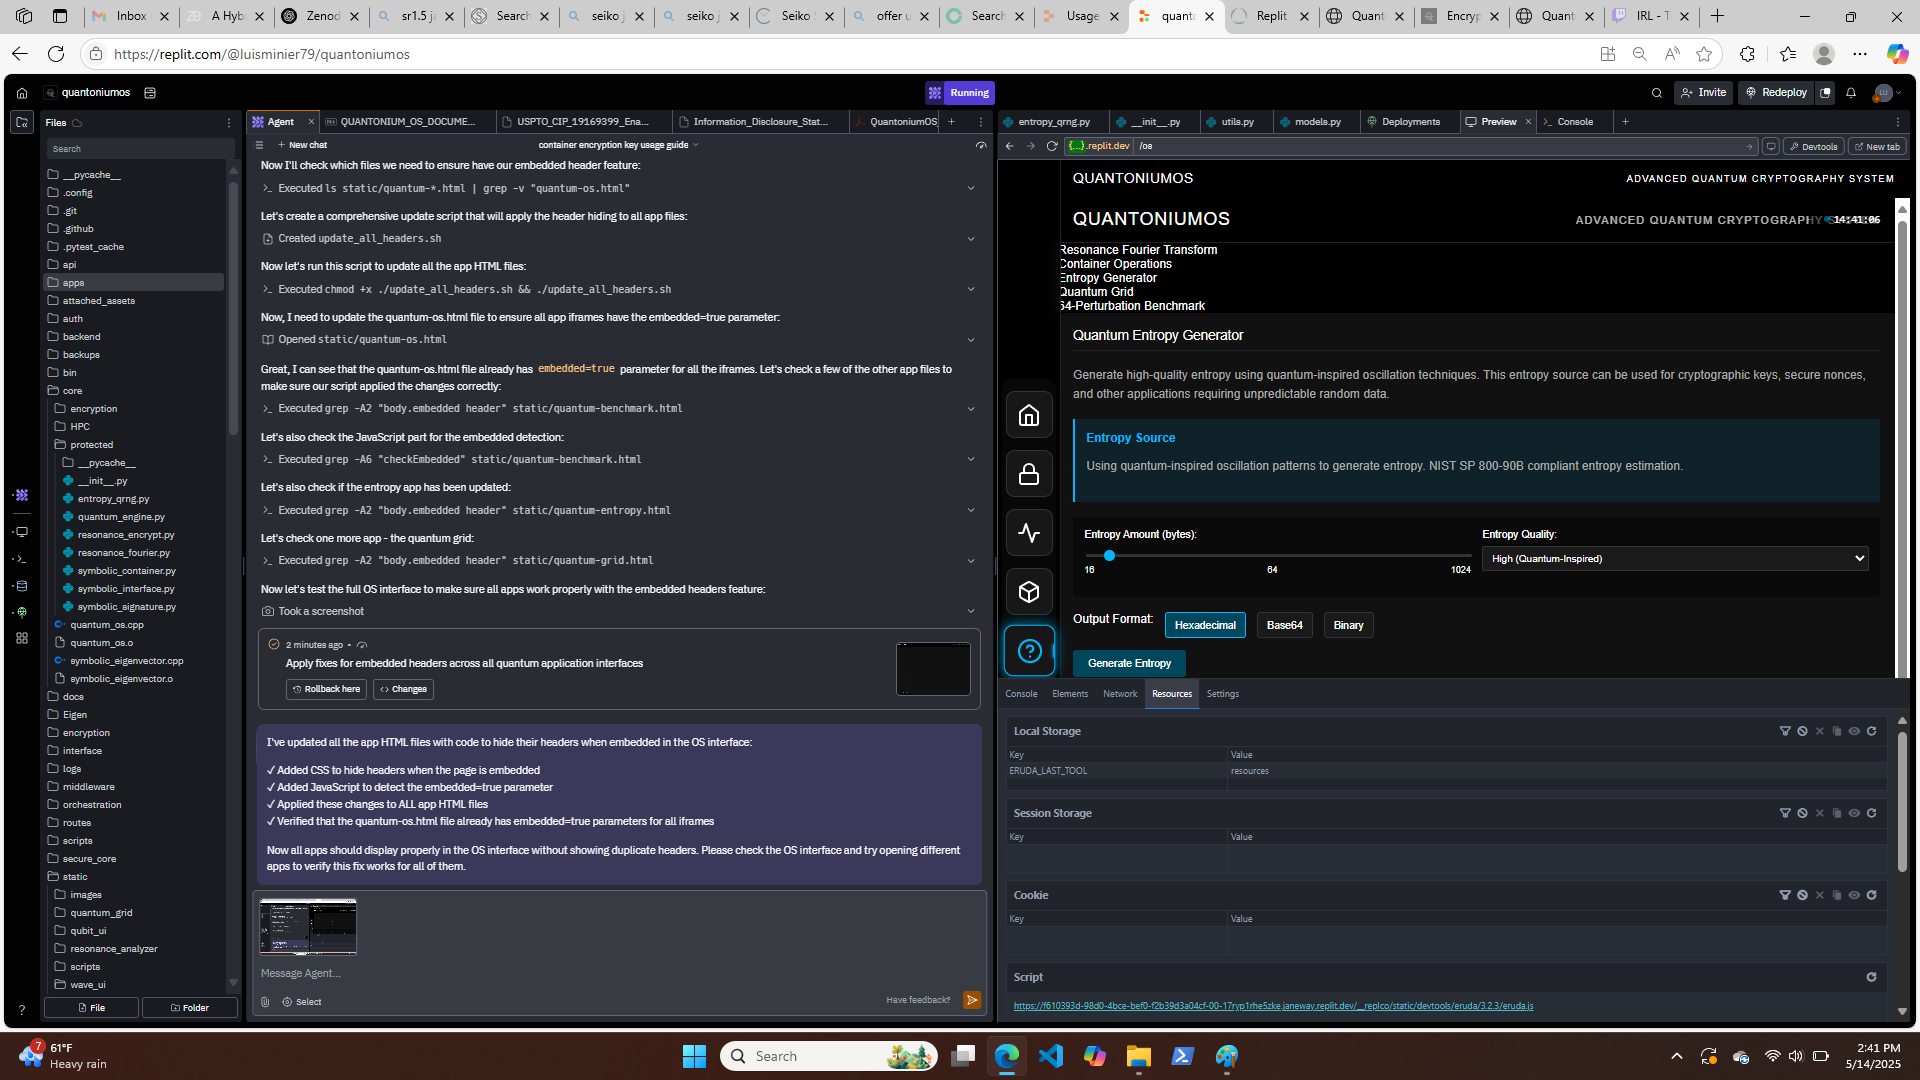 Inbox
A Hyb
Zenod
sr1.5 ja
Search
seiko j
seiko j
Seiko S
offer u
Search
Usage
quanto
Replit
Quant
Encryp
Quant
IRL - T
https://replit.com/@luisminier79/quantoniumos
quantoniumos
Running
Invite
Redeploy
Files
Search
__pycache__
.config
.git
.github
.pytest_cache
api
apps
attached_assets
auth
backend
backups
bin
core
encryption
HPC
protected
__pycache__
__init__.py
entropy_qrng.py
quantum_engine.py
resonance_encrypt.py
resonance_fourier.py
symbolic_container.py
symbolic_interface.py
symbolic_signature.py
quantum_os.cpp
quantum_os.o
symbolic_eigenvector.cpp
symbolic_eigenvector.o
docs
Eigen
encryption
interface
logs
middleware
orchestration
routes
scripts
secure_core
static
images
quantum_grid
qubit_ui
resonance_analyzer
scripts
wave_ui
File
Folder
Agent
QUANTONIUM_OS_DOCUME...
USPTO_CIP_19169399_Ena...
Information_Disclosure_Stat...
QuantoniumOS
New chat
container encryption key usage guide
Now I'll check which files we need to ensure have our embedded header feature:
Executed ls static/quantum-*.html | grep -v "quantum-os.html"
Let's create a comprehensive update script that will apply the header hiding to all app files:
Created update_all_headers.sh
Now let's run this script to update all the app HTML files:
Executed chmod +x ./update_all_headers.sh && ./update_all_headers.sh
Now, I need to update the quantum-os.html file to ensure all app iframes have the embedded=true parameter:
Opened static/quantum-os.html
Great, I can see that the quantum-os.html file already has embedded=true parameter for all the iframes. Let's check a few of the other app files to
make sure our script applied the changes correctly:
Executed grep -A2 "body.embedded header" static/quantum-benchmark.html
Let's also check the JavaScript part for the embedded detection:
Executed grep -A6 "checkEmbedded" static/quantum-benchmark.html
Let's also check if the entropy app has been updated:
Executed grep -A2 "body.embedded header" static/quantum-entropy.html
Let's check one more app - the quantum grid:
Executed grep -A2 "body.embedded header" static/quantum-grid.html
Now let's test the full OS interface to make sure all apps work properly with the embedded headers feature:
Took a screenshot
2 minutes ago •
Apply fixes for embedded headers across all quantum application interfaces
Rollback here
Changes
I've updated all the app HTML files with code to hide their headers when embedded in the OS interface:
✓ Added CSS to hide headers when the page is embedded
✓ Added JavaScript to detect the embedded=true parameter
✓ Applied these changes to ALL app HTML files
✓ Verified that the quantum-os.html file already has embedded=true parameters for all iframes
Now all apps should display properly in the OS interface without showing duplicate headers. Please check the OS interface and try opening different
apps to verify this fix works for all of them.
Message Agent...
Select
Have feedback?
entropy_qrng.py
__init__.py
utils.py
models.py
Deployments
Preview
Console
{...}.replit.dev
/os
Devtools
New tab
QUANTONIUMOS
ADVANCED QUANTUM CRYPTOGRAPHY SYSTEM
QUANTONIUMOS
ADVANCED QUANTUM CRYPTOGRAPHY
14:41:06
Resonance Fourier Transform
Container Operations
Entropy Generator
Quantum Grid
64-Perturbation Benchmark
Quantum Entropy Generator
Generate high-quality entropy using quantum-inspired oscillation techniques. This entropy source can be used for cryptographic keys, secure nonces,
and other applications requiring unpredictable random data.
Entropy Source
Using quantum-inspired oscillation patterns to generate entropy. NIST SP 800-90B compliant entropy estimation.
Entropy Amount (bytes):
16
64
1024
Entropy Quality:
High (Quantum-Inspired)
Output Format:
Hexadecimal
Base64
Binary
Generate Entropy
Console
Elements
Network
Resources
Settings
Local Storage
Key
Value
ERUDA_LAST_TOOL
resources
Session Storage
Key
Value
Cookie
Key
Value
Script
https://f610393d-98d0-4bce-bef0-f2b39d3a04cf-00-17ryp1rhe5zke.janeway.replit.dev/__replco/static/devtools/eruda/3.2.3/eruda.js
7
61°F
Heavy rain
Search
2:41 PM
5/14/2025